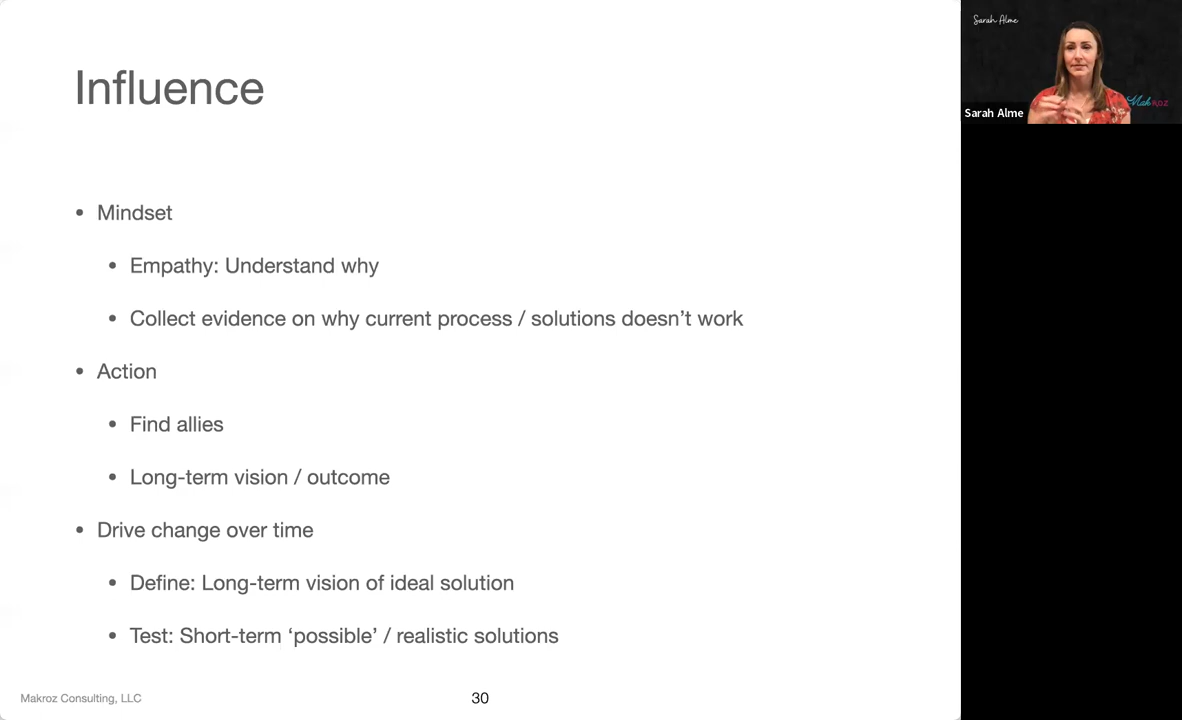 Influence
• Mindset
• Empathy: Understand why
• Collect evidence on why current process / solutions doesn’t work
• Action
• Find allies
• Long-term vision / outcome
• Drive change over time
• Define: Long-term vision of ideal solution
• Test: Short-term ‘possible’ / realistic solutions
Makroz Consulting, LLC
30
Sarah Alme
Makroz
Sarah Alme